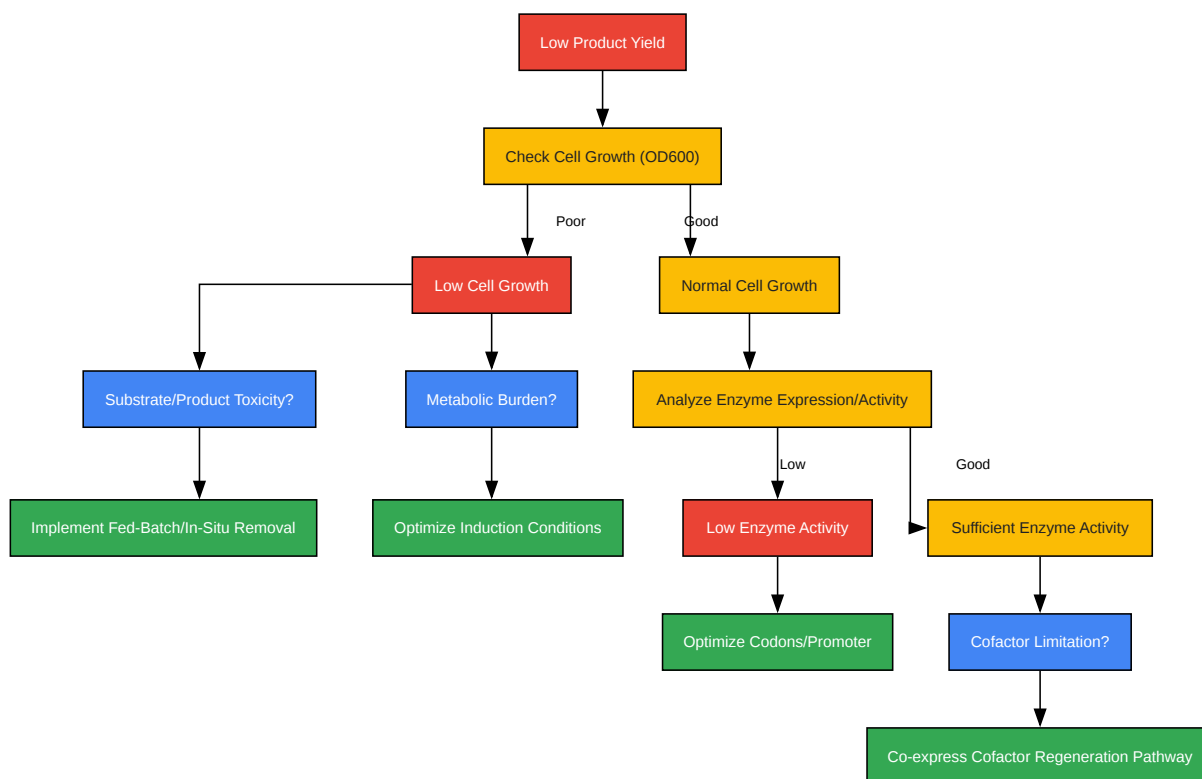 Low Product Yield
Check Cell Growth (OD600)
Poor
Good
Low Cell Growth
Normal Cell Growth
Substrate/Product Toxicity?
Metabolic Burden?
Analyze Enzyme Expression/Activity
Low
Good
Implement Fed-Batch/In-Situ Removal
Optimize Induction Conditions
Low Enzyme Activity
Sufficient Enzyme Activity
Optimize Codons/Promoter
Cofactor Limitation?
Co-express Cofactor Regeneration Pathway